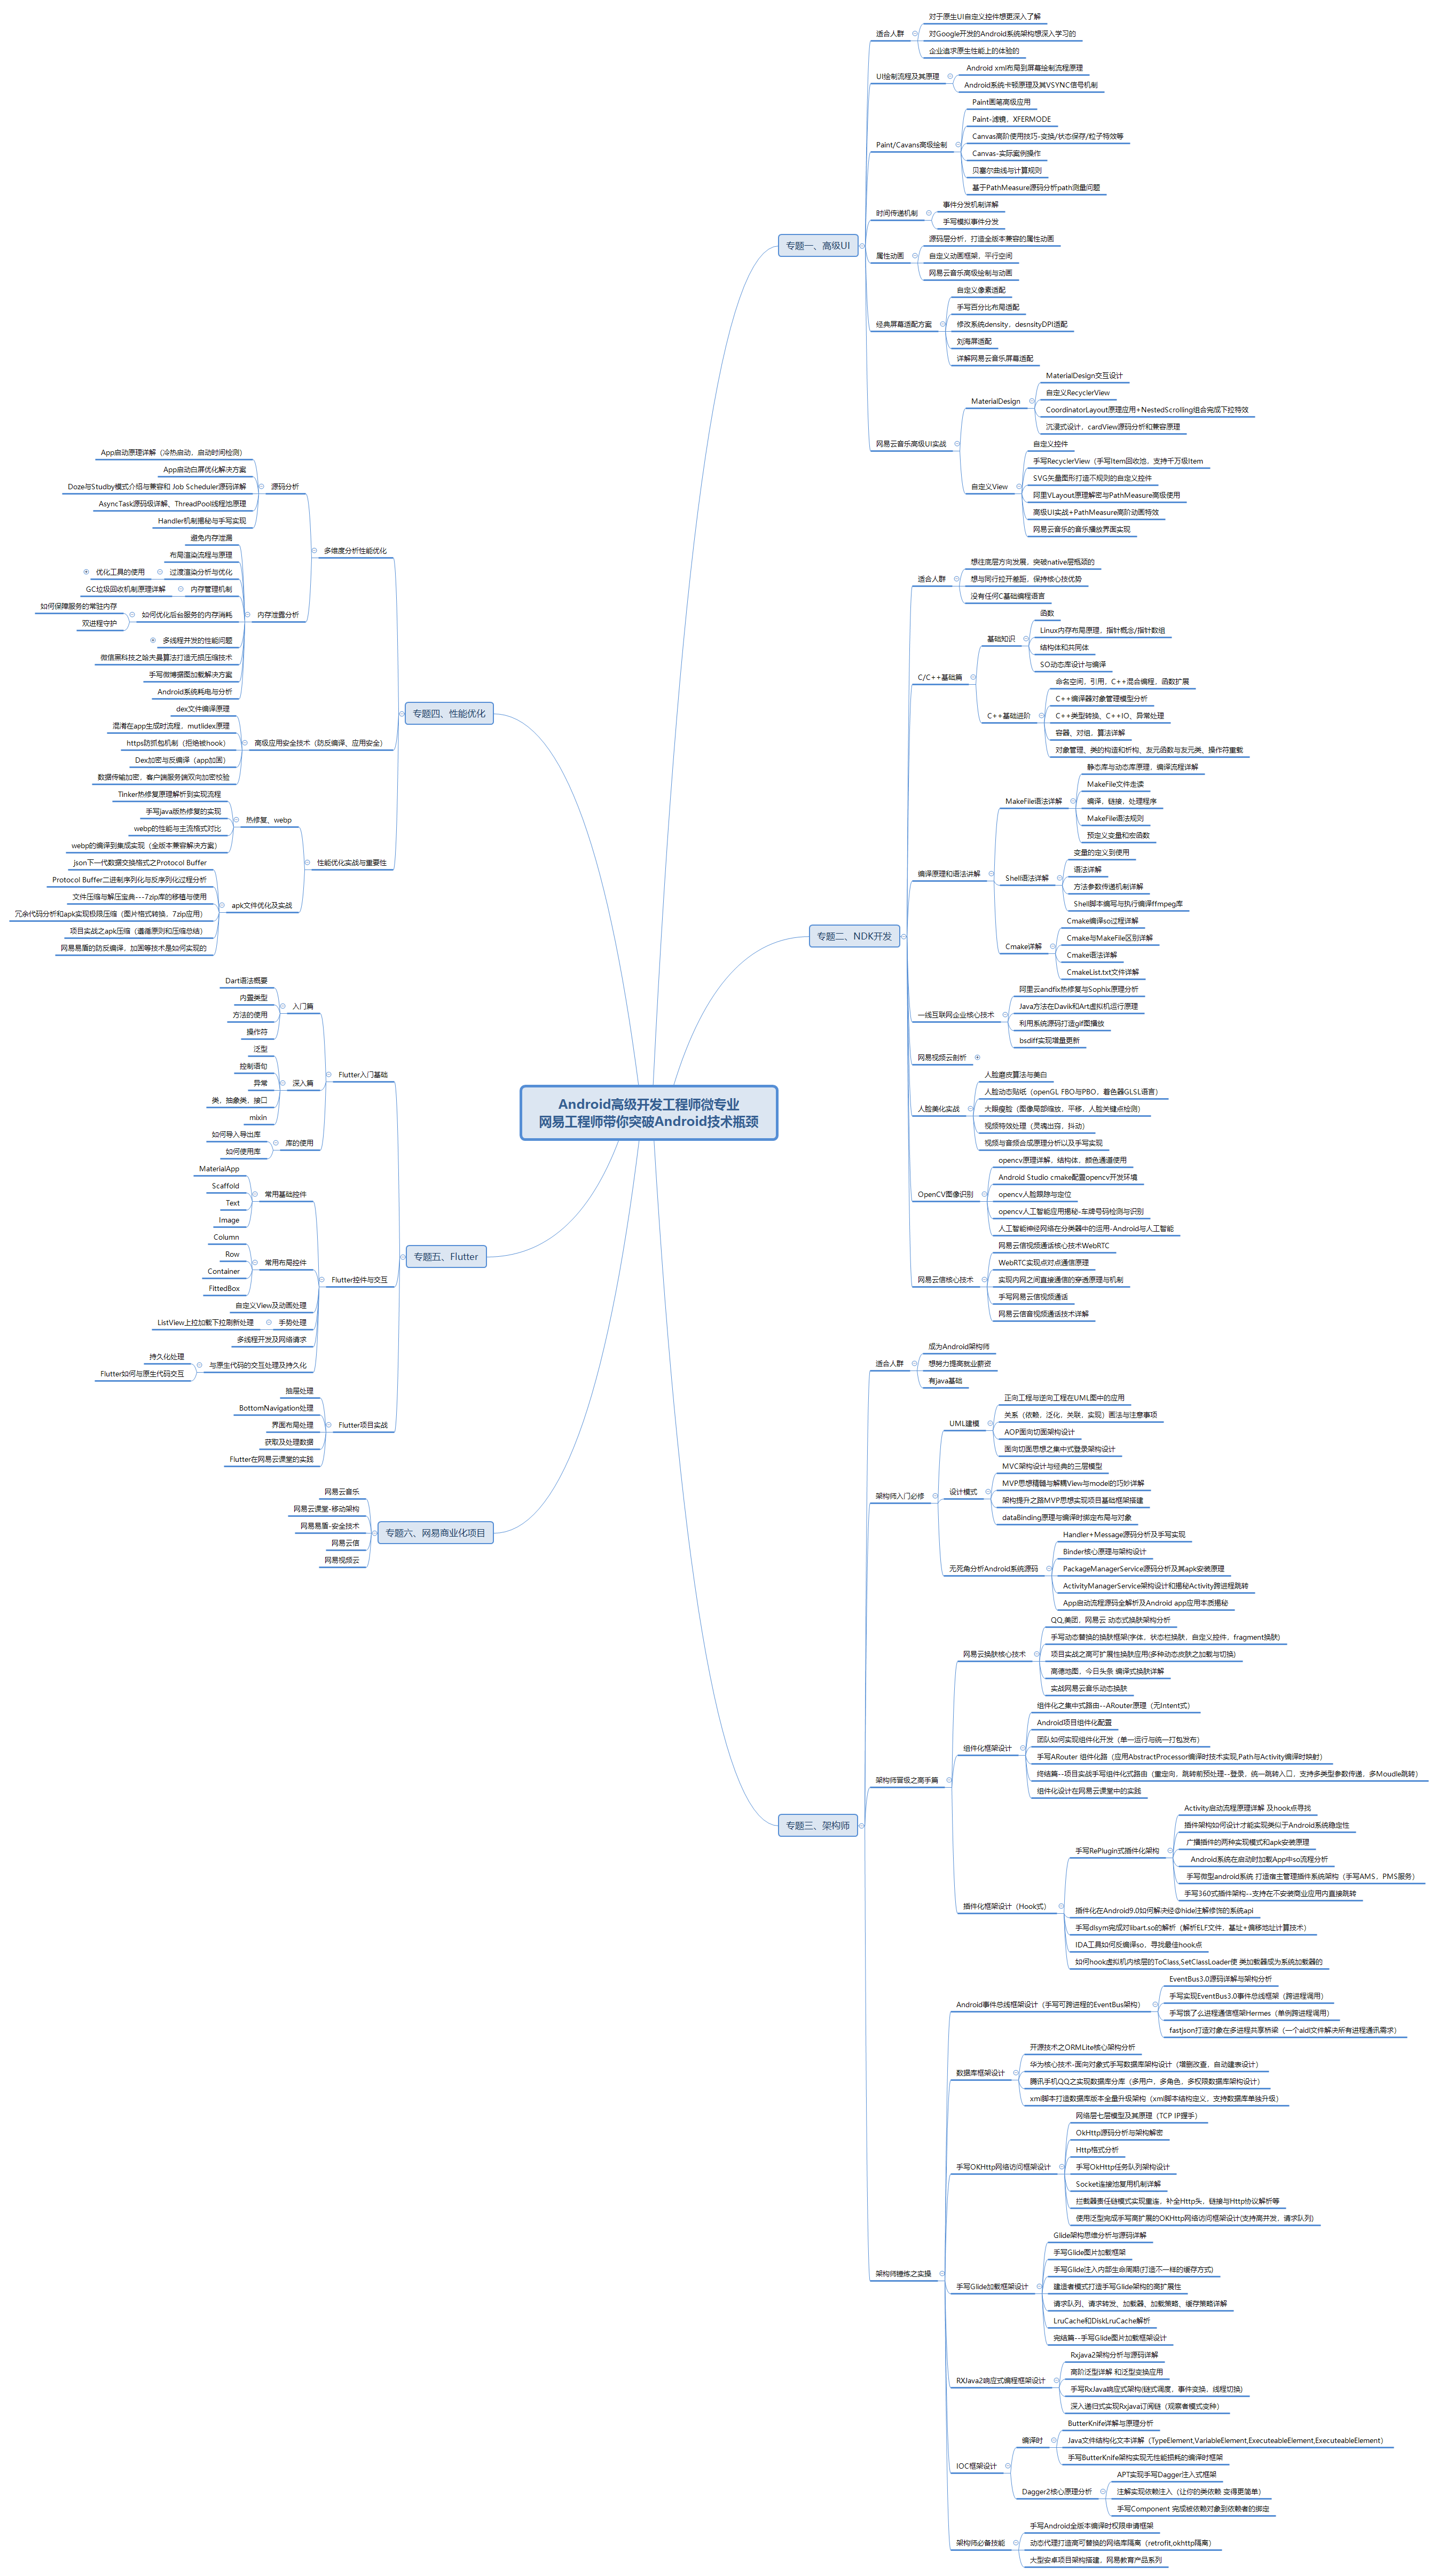 Android高级开发工程师微专业
网易工程师带你突破Android技术瓶颈
专题一、高级UI
适合人群
对于原生UI自定义控件想更深入了解
对Google开发的Android系统架构想深入学习的
企业追求原生性能上的体验的
UI绘制流程及其原理
Android xml布局到屏幕绘制流程原理
Android系统卡顿原理及其VSYNC信号机制
Paint/Cavans高级绘制
Paint画笔高级应用
Paint-滤镜，XFERMODE
Canvas高阶使用技巧-变换/状态保存/粒子特效等
Canvas-实际案例操作
贝塞尔曲线与计算规则
基于PathMeasure源码分析path测量问题
时间传递机制
事件分发机制详解
手写模拟事件分发
属性动画
源码层分析，打造全版本兼容的属性动画
自定义动画框架，平行空间
网易云音乐高级绘制与动画
经典屏幕适配方案
自定义像素适配
手写百分比布局适配
修改系统density，desnsityDPI适配
刘海屏适配
详解网易云音乐屏幕适配
网易云音乐高级UI实战
MaterialDesign
MaterialDesign交互设计
自定义RecyclerView
CoordinatorLayout原理应用+NestedScrolling组合完成下拉特效
沉浸式设计，cardView源码分析和兼容原理
自定义View
自定义控件
手写RecyclerView（手写Item回收池，支持千万级Item
SVG矢量图形打造不规则的自定义控件
阿里VLayout原理解密与PathMeasure高级使用
高级UI实战+PathMeasure高阶动画特效
网易云音乐的音乐播放界面实现
专题二、NDK开发
适合人群
想往底层方向发展，突破native层瓶颈的
想与同行拉开差距，保持核心技优势
没有任何C基础编程语言
C/C++基础篇
基础知识
函数
Linux内存布局原理，指针概念/指针数组
结构体和共同体
SO动态库设计与编译
C++基础进阶
命名空间，引用，C++混合编程，函数扩展
C++编译器对象管理模型分析
C++类型转换、C++IO、异常处理
容器、对组，算法详解
对象管理、类的构造和析构、友元函数与友元类、操作符重载
编译原理和语法讲解
MakeFile语法详解
静态库与动态库原理，编译流程详解
MakeFile文件走读
编译，链接，处理程序
MakeFile语法规则
预定义变量和宏函数
Shell语法详解
变量的定义到使用
语法详解
方法参数传递机制详解
Shell脚本编写与执行编译ffmpeg库
Cmake详解
Cmake编译so过程详解
Cmake与MakeFile区别详解
Cmake语法详解
CmakeList.txt文件详解
一线互联网企业核心技术
阿里云andfix热修复与Sophix原理分析
Java方法在Davik和Art虚拟机运行原理
利用系统源码打造gif图播放
bsdiff实现增量更新
网易视频云剖析
人脸美化实战
人脸磨皮算法与美白
人脸动态贴纸（openGL FBO与PBO，着色器GLSL语言）
大眼瘦脸（图像局部缩放，平移，人脸关键点检测）
视频特效处理（灵魂出窍，抖动）
视频与音频合成原理分析以及手写实现
OpenCV图像识别
opencv原理详解，结构体，颜色通道使用
Android Studio cmake配置opencv开发环境
opencv人脸跟踪与定位
opencv人工智能应用揭秘-车牌号码检测与识别
人工智能神经网络在分类器中的运用-Android与人工智能
网易云信核心技术
网易云信视频通话核心技术WebRTC
WebRTC实现点对点通信原理
实现内网之间直接通信的穿透原理与机制
手写网易云信视频通话
网易云信音视频通话技术详解
专题三、架构师
适合人群
成为Android架构师
想努力提高就业薪资
有java基础
架构师入门必修
UML建模
正向工程与逆向工程在UML图中的应用
关系（依赖，泛化，关联，实现）画法与注意事项
AOP面向切面架构设计
面向切面思想之集中式登录架构设计
设计模式
MVC架构设计与经典的三层模型
MVP思想精髓与解耦View与model的巧妙详解
架构提升之路MVP思想实现项目基础框架搭建
dataBinding原理与编译时绑定布局与对象
无死角分析Android系统源码
Handler+Message源码分析及手写实现
Binder核心原理与架构设计
PackageManagerService源码分析及其apk安装原理
ActivityManagerService架构设计和揭秘Activity跨进程跳转
App启动流程源码全解析及Android app应用本质揭秘
架构师晋级之高手篇
网易云换肤核心技术
QQ,美团，网易云 动态式换肤架构分析
手写动态替换的换肤框架(字体，状态栏换肤，自定义控件，fragment换肤)
项目实战之高可扩展性换肤应用(多种动态皮肤之加载与切换)
高德地图，今日头条 编译式换肤详解
实战网易云音乐动态换肤
组件化框架设计
组件化之集中式路由--ARouter原理（无Intent式）
Android项目组件化配置
团队如何实现组件化开发（单一运行与统一打包发布）
手写ARouter 组件化路（应用AbstractProcessor编译时技术实现,Path与Activity编译时映射）
终结篇--项目实战手写组件化式路由（重定向，跳转前预处理--登录，统一跳转入口，支持多类型参数传递，多Moudle跳转）
组件化设计在网易云课堂中的实践
插件化框架设计（Hook式）
手写RePlugin式插件化架构
Activity启动流程原理详解 及hook点寻找
插件架构如何设计才能实现类似于Android系统稳定性
广播插件的两种实现模式和apk安装原理
Android系统在启动时加载App中so流程分析
手写微型android系统 打造宿主管理插件系统架构（手写AMS，PMS服务）
手写360式插件架构--支持在不安装商业应用内直接跳转
插件化在Android9.0如何解决经@hide注解修饰的系统api
手写dlsym完成对libart.so的解析（解析ELF文件，基址+偏移地址计算技术）
IDA工具如何反编译so，寻找最佳hook点
如何hook虚拟机内核层的ToClass,SetClassLoader使 类加载器成为系统加载器的
架构师锤炼之实操
Android事件总线框架设计（手写可跨进程的EventBus架构）
EventBus3.0源码详解与架构分析
手写实现EventBus3.0事件总线框架（跨进程调用）
手写饿了么进程通信框架Hermes（单例跨进程调用）
fastjson打造对象在多进程共享桥梁（一个aidl文件解决所有进程通讯需求）
数据库框架设计
开源技术之ORMLite核心架构分析
华为核心技术-面向对象式手写数据库架构设计（增删改查，自动建表设计）
腾讯手机QQ之实现数据库分库（多用户，多角色，多权限数据库架构设计）
xml脚本打造数据库版本全量升级架构（xml脚本结构定义，支持数据库单独升级）
手写OKHttp网络访问框架设计
网络层七层模型及其原理（TCP IP握手）
OkHttp源码分析与架构解密
Http格式分析
手写OkHttp任务队列架构设计
Socket连接池复用机制详解
拦截器责任链模式实现重连，补全Http头，链接与Http协议解析等
使用泛型完成手写高扩展的OKHttp网络访问框架设计(支持高并发，请求队列)
手写Glide加载框架设计
Glide架构思维分析与源码详解
手写Glide图片加载框架
手写Glide注入内部生命周期(打造不一样的缓存方式)
建造者模式打造手写Glide架构的高扩展性
请求队列、请求转发、加载器、加载策略、缓存策略详解
LruCache和DiskLruCache解析
完结篇--手写Glide图片加载框架设计
RXJava2响应式编程框架设计
Rxjava2架构分析与源码详解
高阶泛型详解 和泛型变换应用
手写RxJava响应式架构(链式调度，事件变换，线程切换)
深入递归式实现Rxjava订阅链（观察者模式变种）
IOC框架设计
编译时
ButterKnife详解与原理分析
Java文件结构化文本详解（TypeElement,VariableElement,ExecuteableElement,ExecuteableElement）
手写ButterKnife架构实现无性能损耗的编译时框架
Dagger2核心原理分析
APT实现手写Dagger注入式框架
注解实现依赖注入（让你的类依赖 变得更简单）
手写Component 完成被依赖对象到依赖者的绑定
架构师必备技能
手写Android全版本编译时权限申请框架
动态代理打造高可替换的网络库隔离（retrofit,okhttp隔离）
大型安卓项目架构搭建，网易教育产品系列
专题四、性能优化
多维度分析性能优化
源码分析
App启动原理详解（冷热启动，启动时间检测）
App启动白屏优化解决方案
Doze与Studby模式介绍与兼容和 Job Scheduler源码详解
AsyncTask源码级详解、ThreadPool线程池原理
Handler机制揭秘与手写实现
内存泄露分析
避免内存泄漏
布局渲染流程与原理
过渡渲染分析与优化
优化工具的使用
内存管理机制
GC垃圾回收机制原理详解
如何优化后台服务的内存消耗
如何保障服务的常驻内存
双进程守护
多线程开发的性能问题
微信黑科技之哈夫曼算法打造无损压缩技术
手写微博据图加载解决方案
Android系统耗电与分析
高级应用安全技术（防反编译、应用安全）
dex文件编译原理
混淆在app生成时流程，mutlidex原理
https防抓包机制（拒绝被hook）
Dex加密与反编译（app加固）
数据传输加密，客户端服务端双向加密校验
性能优化实战与重要性
热修复、webp
Tinker热修复原理解析到实现流程
手写java版热修复的实现
webp的性能与主流格式对比
webp的编译到集成实现（全版本兼容解决方案）
apk文件优化及实战
json下一代数据交换格式之Protocol Buffer
Protocol Buffer二进制序列化与反序列化过程分析
文件压缩与解压宝典---7zip库的移植与使用
冗余代码分析和apk实现极限压缩（图片格式转换，7zip应用）
项目实战之apk压缩（遵循原则和压缩总结）
网易易盾的防反编译，加固等技术是如何实现的
专题五、Flutter
Flutter入门基础
入门篇
Dart语法概要
内置类型
方法的使用
操作符
深入篇
泛型
控制语句
异常
类，抽象类，接口
mixin
库的使用
如何导入导出库
如何使用库
Flutter控件与交互
常用基础控件
MaterialApp
Scaffold
Text
Image
常用布局控件
Column
Row
Container
FittedBox
自定义View及动画处理
手势处理
ListView上拉加载下拉刷新处理
多线程开发及网络请求
与原生代码的交互处理及持久化
持久化处理
Flutter如何与原生代码交互
Flutter项目实战
抽屉处理
BottomNavigation处理
界面布局处理
获取及处理数据
Flutter在网易云课堂的实践
专题六、网易商业化项目
网易云音乐
网易云课堂-移动架构
网易易盾-安全技术
网易云信
网易视频云